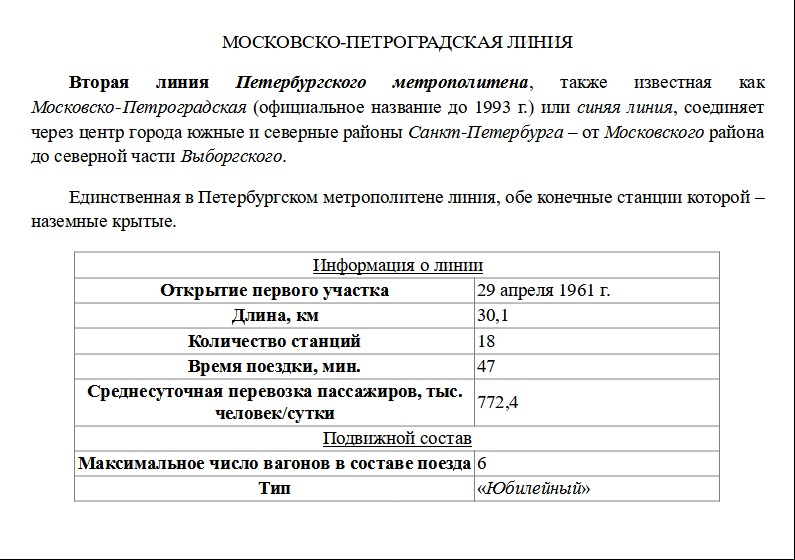 МОСКОВСКО-ПЕТРОГРАДСКАЯ ЛИНИЯ
Вторая линия Петербургского метрополитена, также известная как
Московско-Петроградская (официальное название до 1993 г.) или синяя линия, соединяет
через центр города южные и северные районы Санкт-Петербурга – от Московского района
до северной части Выборгского.
Единственная в Петербургском метрополитене линия, обе конечные станции которой –
наземные крытые.
Информация о линии
Открытие первого участка 29 апреля 1961 г.
Длина, км 30,1
Количество станций 18
Время поездки, мин. 47
Среднесуточная перевозка пассажиров, тыс.
человек/сутки 772,4
Подвижной состав
Максимальное число вагонов в составе поезда 6
Тип «Юбилейный»